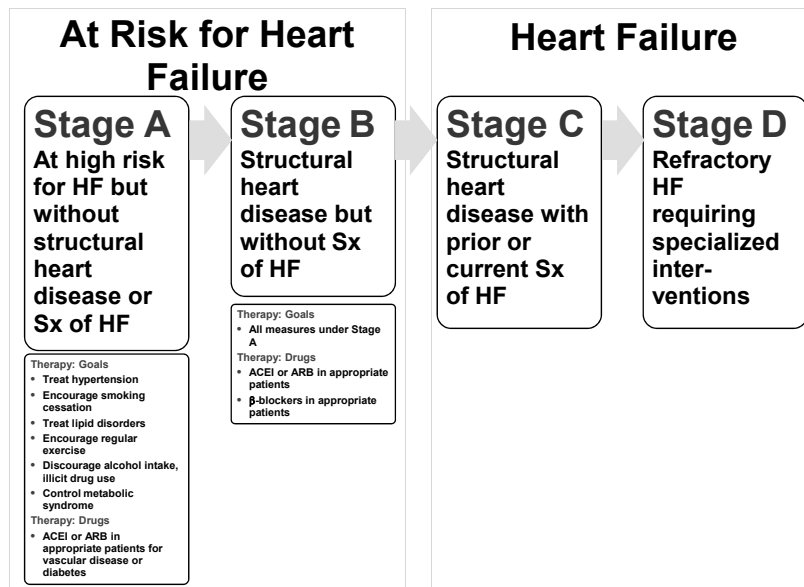 At Risk for Heart
Failure
Stage A
At high risk
for HF but
without
structural
heart
disease or
Sx of HF
Therapy: Goals
• Treat hypertension
• Encourage smoking
cessation
• Treat lipid disorders
• Encourage regular
exercise
• Discourage alcohol intake,
illicit drug use
• Control metabolic
syndrome
Therapy: Drugs
• ACEI or ARB in
appropriate patients for
vascular disease or
diabetes
Stage B
Structural
heart
disease but
without Sx
of HF
Therapy: Goals
• All measures under Stage
A
Therapy: Drugs
• ACEI or ARB in appropriate
patients
• β-blockers in appropriate
patients
Heart Failure
Stage C
Structural
heart
disease with
prior or
current Sx
of HF
Stage D
Refractory
HF
requiring
specialized
inter-
ventions